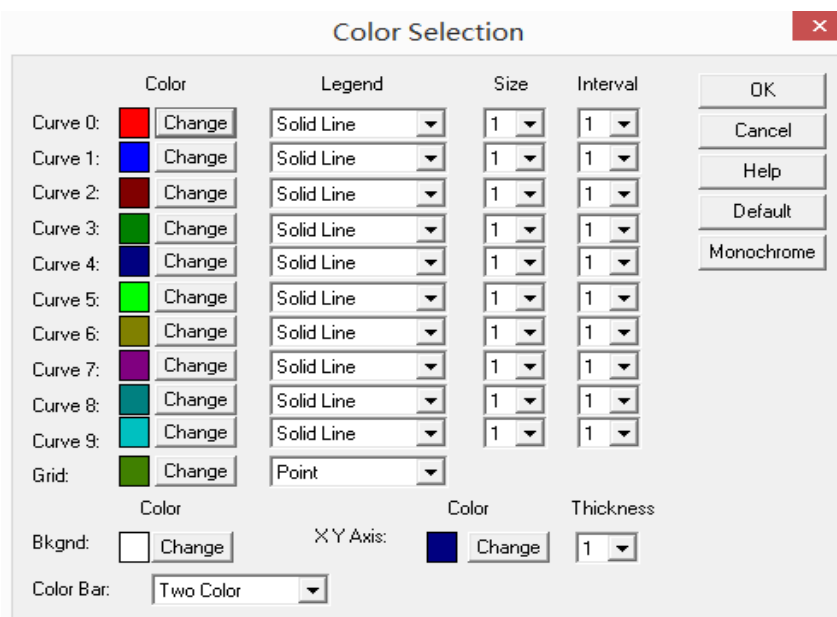 Color Selection
Color Legend Size Interval
OK
Curve 0: Change Solid Line 1 1
Cancel
Curve 1: Change Solid Line 1 1
Help
Curve 2: Change Solid Line 1 1
Default
Curve 3: Change Solid Line 1 1
Monochrome
Curve 4: Change Solid Line 1 1
Curve 5: Change Solid Line 1 1
Curve 6: Change Solid Line 1 1
Curve 7: Change Solid Line 1 1
Curve 8: Change Solid Line 1 1
Curve 9: Change Solid Line 1 1
Grid: Change Point
Color Color Thickness
Bkgnd: Change X Y Axis: Change 1
Color Bar: Two Color